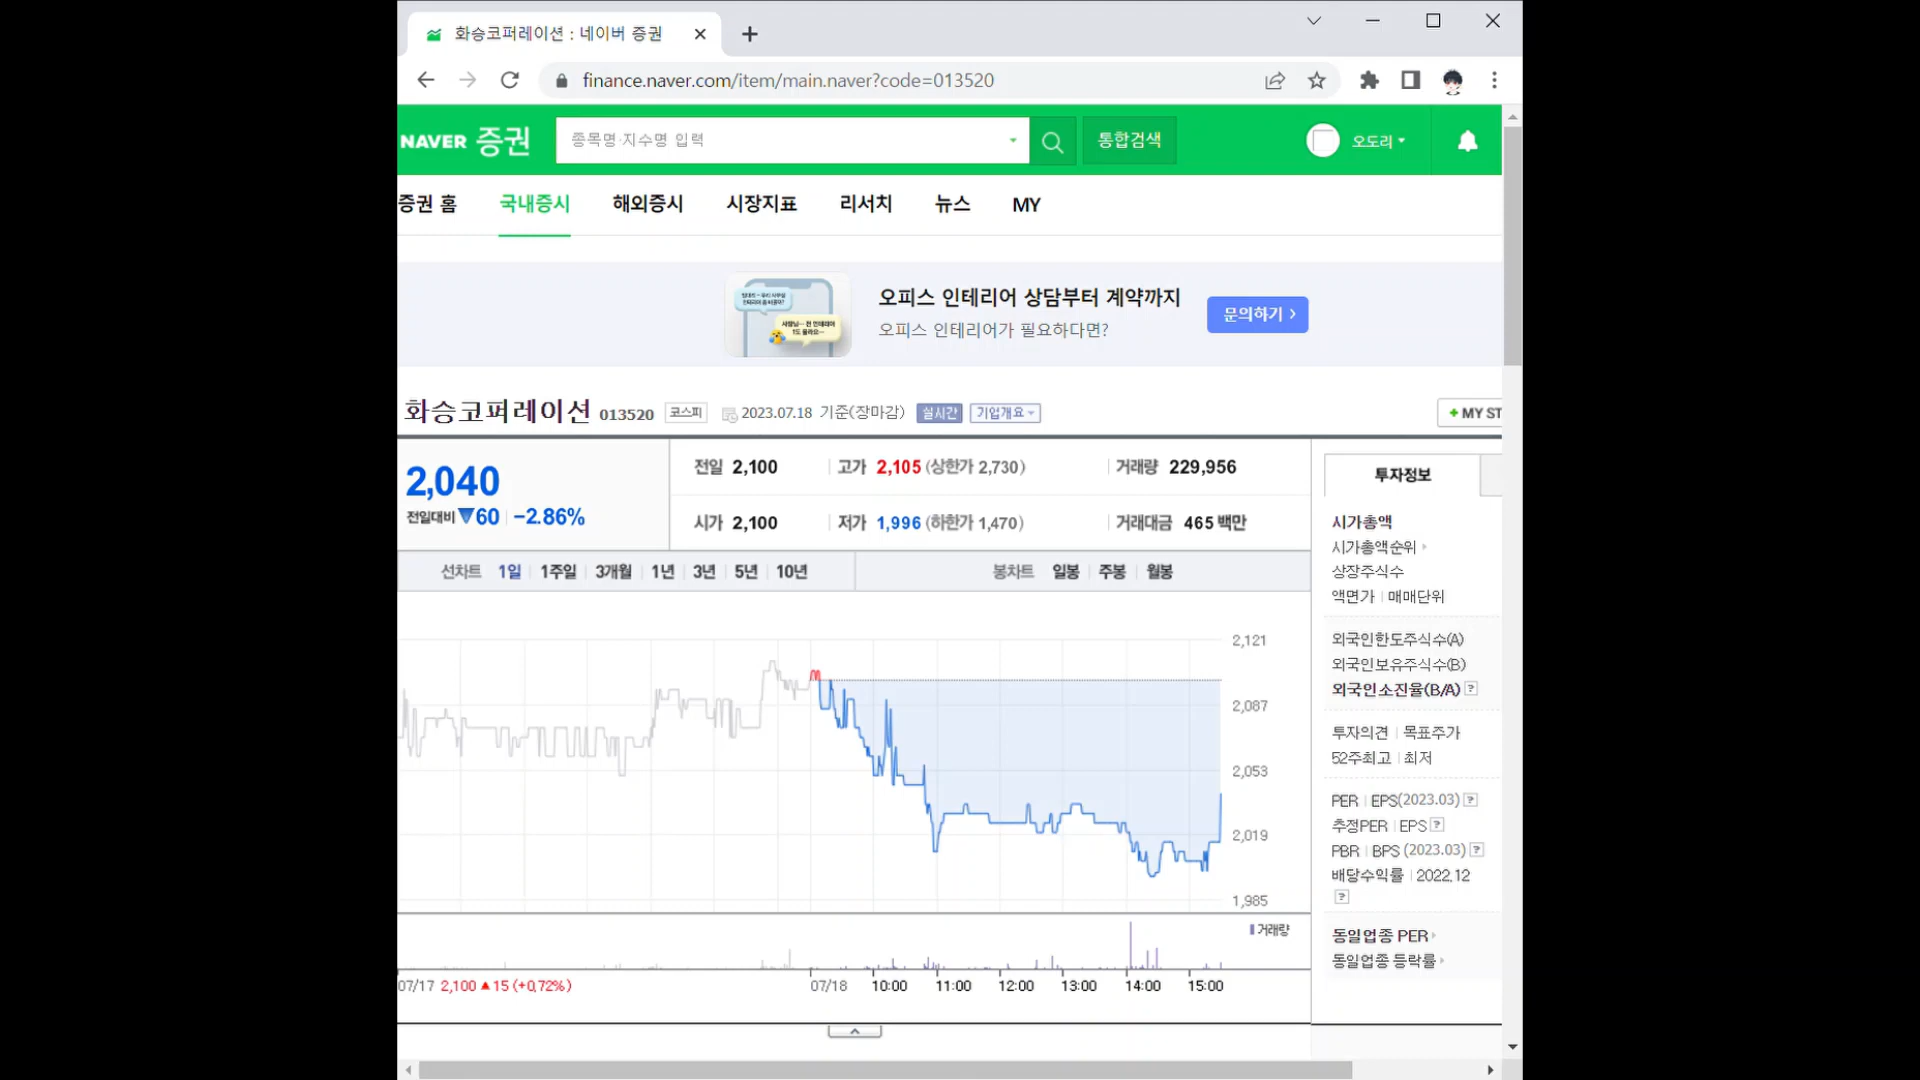 화승코퍼레이션 : 네이버 증권
finance.naver.com/item/main.naver?code=013520
NAVER 증권 종목명·지수명 입력 통합검색 오도리
증권 홈 국내증시 해외증시 시장지표 리서치 뉴스 MY
오피스 인테리어 상담부터 계약까지
오피스 인테리어가 필요하다면?
문의하기
화승코퍼레이션 013520 코스피 2023.07.18 기준(장마감) 실시간 기업개요
+ MY ST
2,040
전일대비 ▼60 -2.86%
전일 2,100 고가 2,105 (상한가 2,730) 거래량 229,956
시가 2,100 저가 1,996 (하한가 1,470) 거래대금 465 백만
선차트 1일 1주일 3개월 1년 3년 5년 10년 봉차트 일봉 주봉 월봉
2,121
2,087
2,053
2,019
1,985
거래량
07/17 2,100 ▲15 (+0.72%) 07/18 10:00 11:00 12:00 13:00 14:00 15:00
투자정보
시가총액
시가총액순위
상장주식수
액면가 매매단위
외국인한도주식수(A)
외국인보유주식수(B)
외국인소진율(B/A) ?
투자의견 목표주가
52주최고 최저
PER EPS(2023.03) ?
추정PER EPS ?
PBR BPS (2023.03) ?
배당수익률 2022.12
?
동일업종 PER
동일업종 등락률